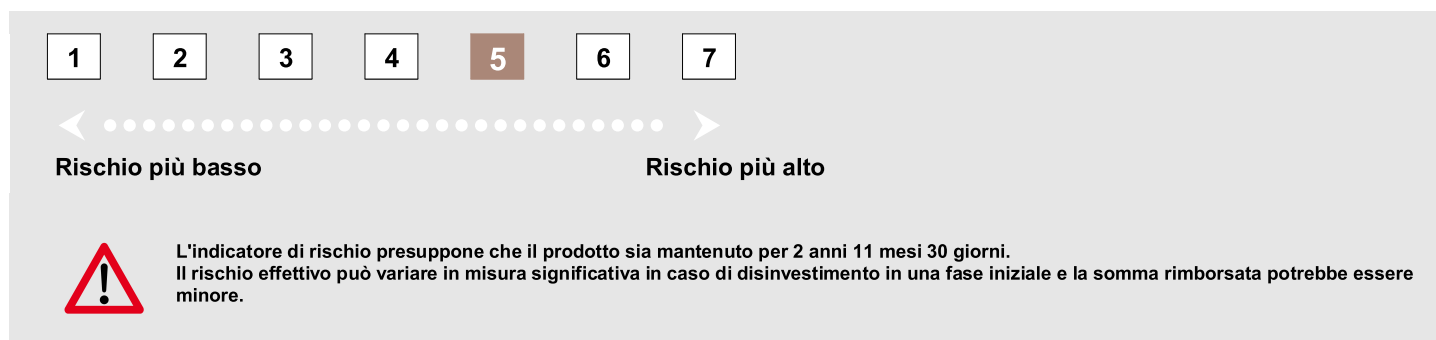 1 2 3 4 5 6 7
Rischio più basso Rischio più alto
L'indicatore di rischio presuppone che il prodotto sia mantenuto per 2 anni 11 mesi 30 giorni.
Il rischio effettivo può variare in misura significativa in caso di disinvestimento in una fase iniziale e la somma rimborsata potrebbe essere
minore.